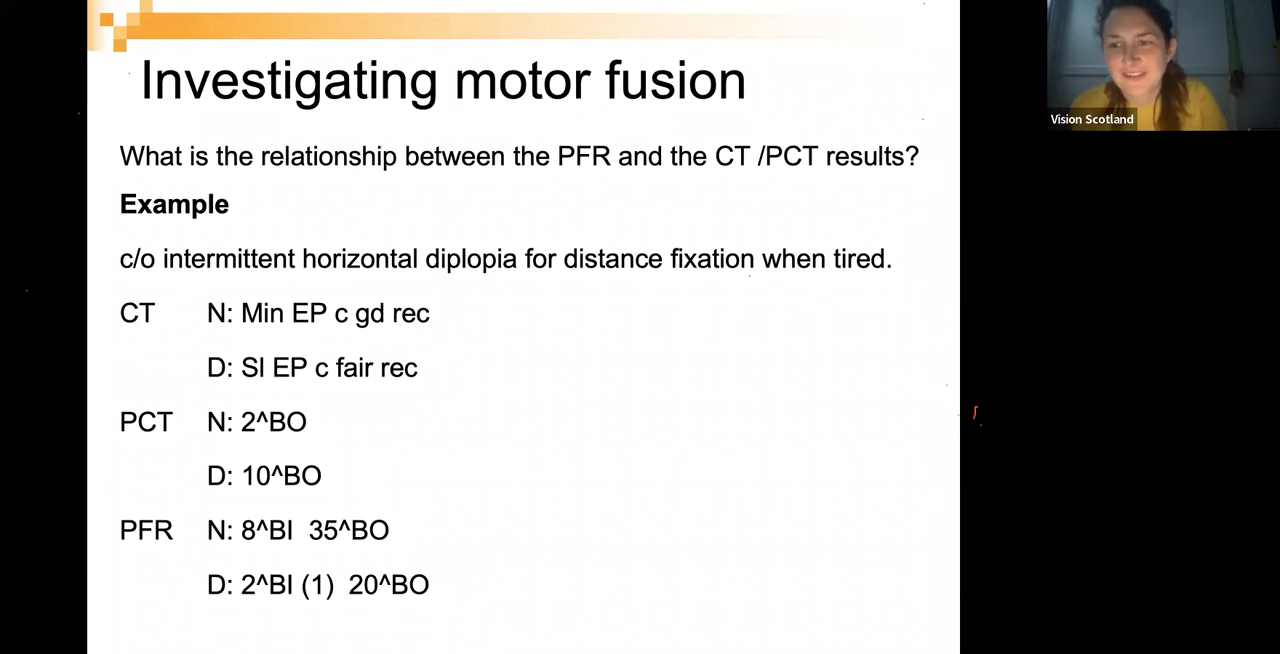 Investigating motor fusion
What is the relationship between the PFR and the CT /PCT results?
Example
c/o intermittent horizontal diplopia for distance fixation when tired.
CT N: Min EP c gd rec
D: Sl EP c fair rec
PCT N: 2^BO
D: 10^BO
PFR N: 8^BI 35^BO
D: 2^BI (1) 20^BO
Vision Scotland